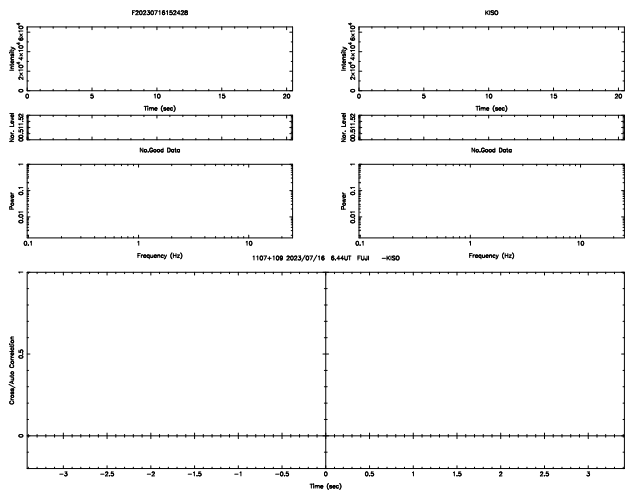 F20230716152428 KISO
Intensity 0 2×10⁴ 4×10⁴ 6×10⁴ Intensity 0 2×10⁴ 4×10⁴ 6×10⁴
0 5 10 15 20 0 5 10 15 20
Time (sec) Time (sec)
Nor. Level 00.511.52 Nor. Level 00.511.52
No.Good Data No.Good Data
Power 0.01 0.1 1 Power 0.01 0.1 1
0.1 1 10 0.1 1 10
Frequency (Hz) Frequency (Hz)
1107+109 2023/07/16 6.44UT FUJI -KISO
Cross/Auto Correlation 0 0.5 1
-3 -2.5 -2 -1.5 -1 -0.5 0 0.5 1 1.5 2 2.5 3
Time (sec)